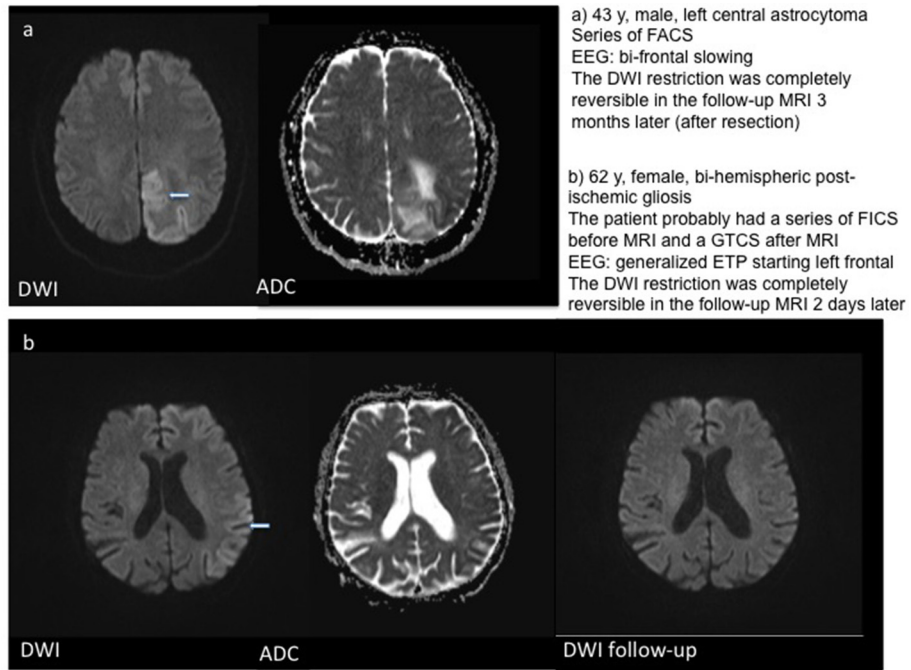 a
DWI
ADC
a) 43 y, male, left central astrocytoma
Series of FACS
EEG: bi-frontal slowing
The DWI restriction was completely
reversible in the follow-up MRI 3
months later (after resection)
b) 62 y, female, bi-hemispheric post-
ischemic gliosis
The patient probably had a series of FICS
before MRI and a GTCS after MRI
EEG: generalized ETP starting left frontal
The DWI restriction was completely
reversible in the follow-up MRI 2 days later
b
DWI
ADC
DWI follow-up